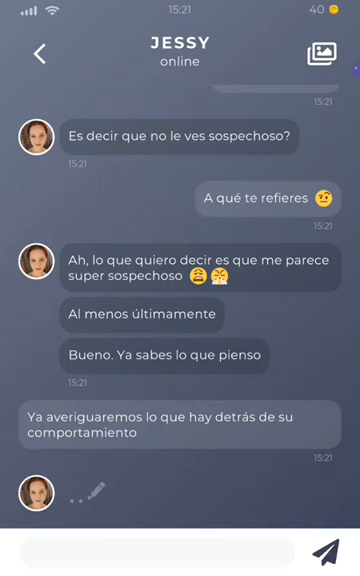 15:21
40
JESSY
online
15:21
Es decir que no le ves sospechoso?
15:21
A qué te refieres 🤨
15:21
Ah, lo que quiero decir es que me parece
super sospechoso 😩 😤
Al menos últimamente
Bueno. Ya sabes lo que pienso
15:21
Ya averiguaremos lo que hay detrás de su
comportamiento
15:21